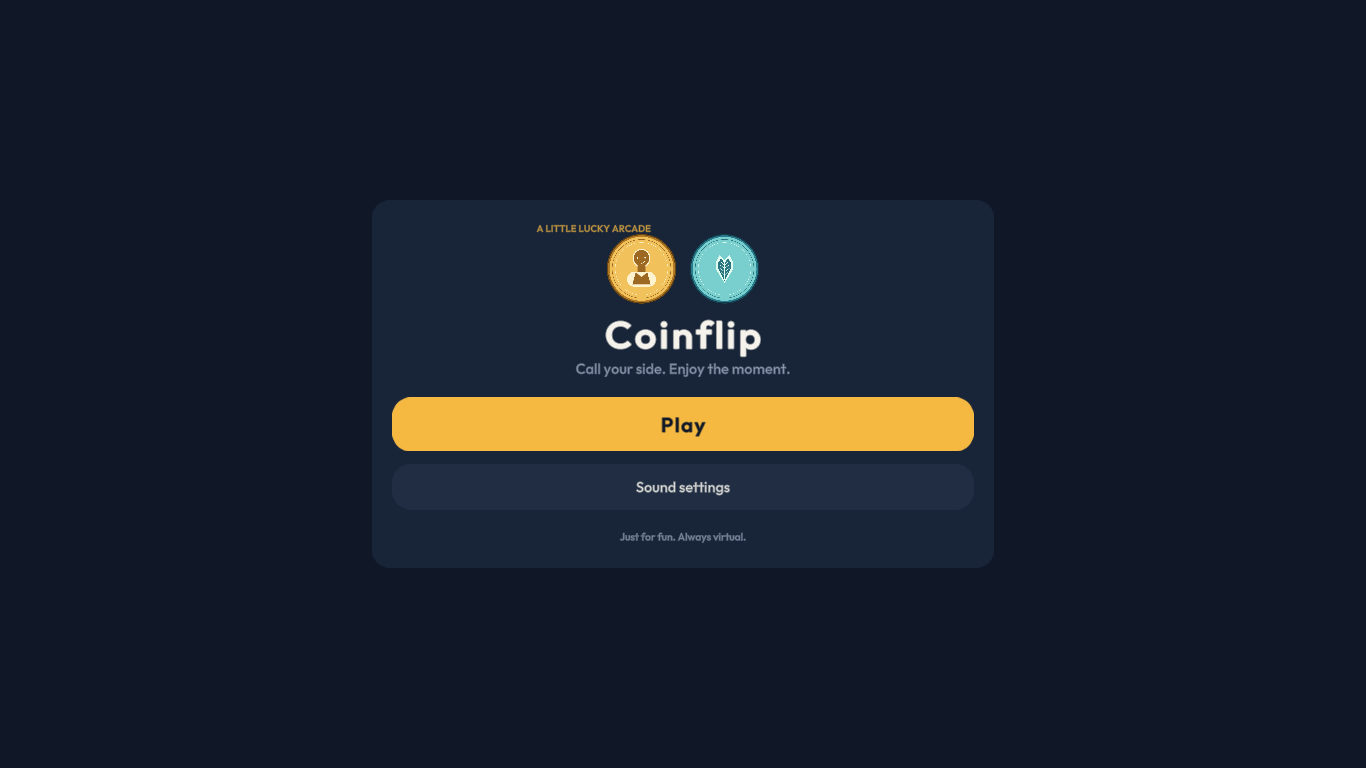 A LITTLE LUCKY ARCADE
Coinflip
Call your side. Enjoy the moment.
Play
Sound settings
Just for fun. Always virtual.